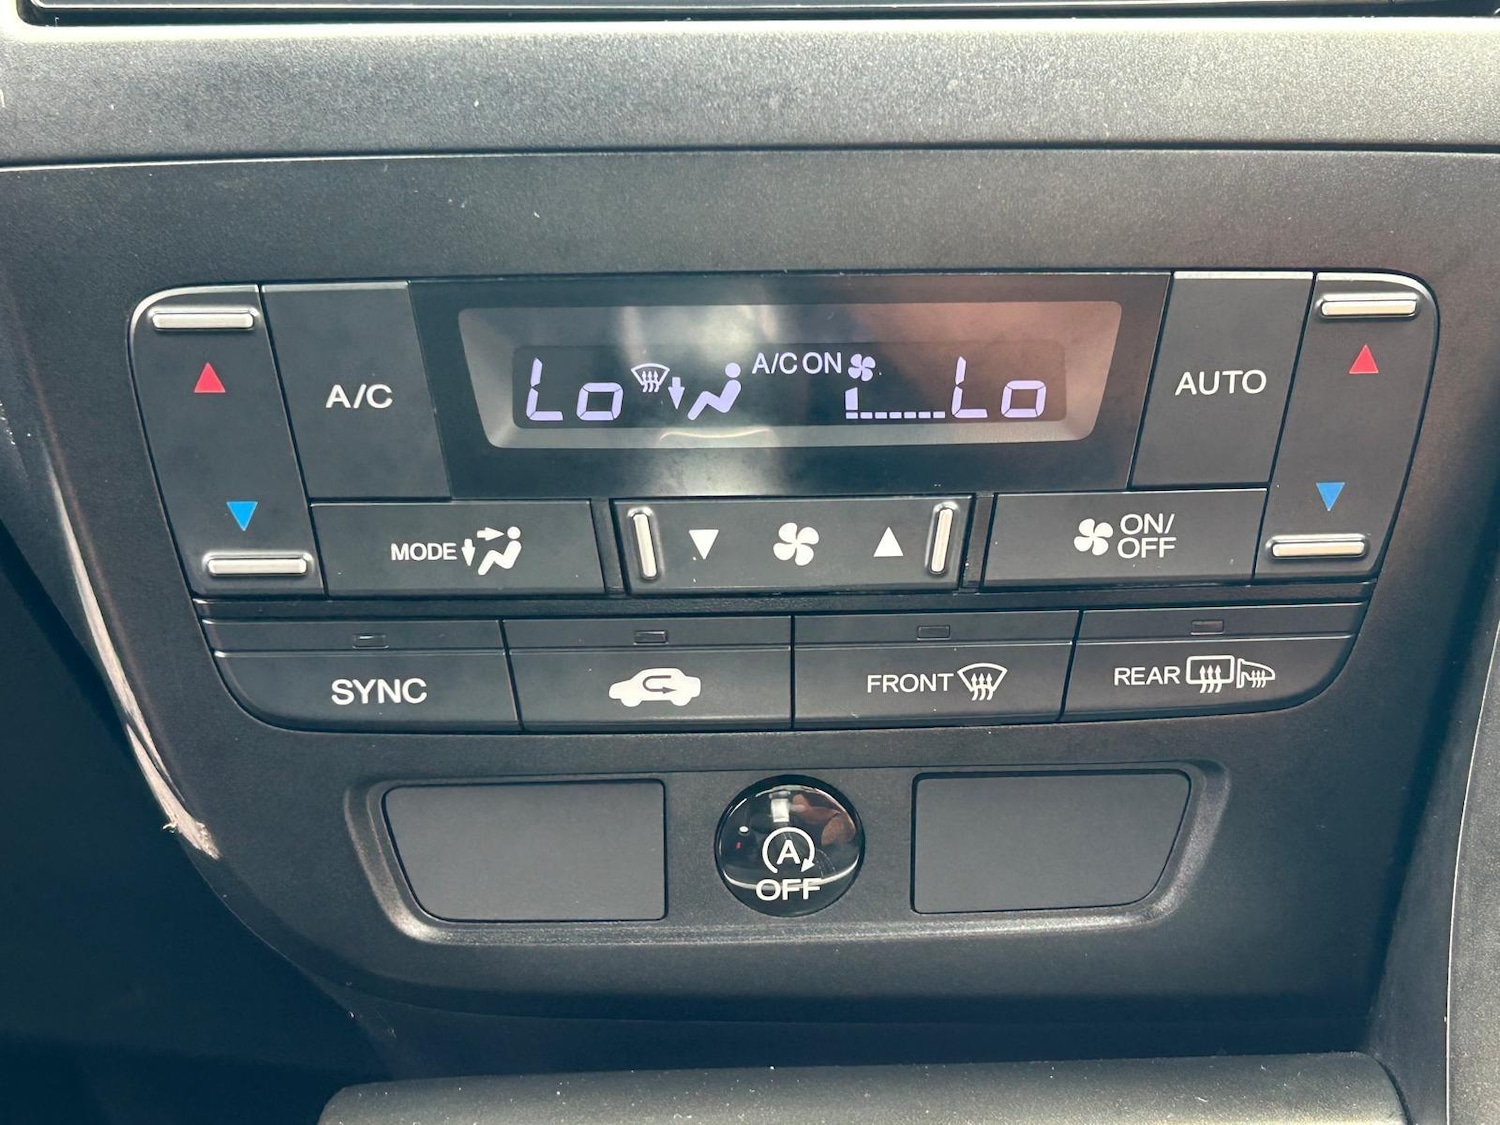 A/C
Lo
A/C ON
Lo
AUTO
MODE
ON/
OFF
SYNC
FRONT
REAR
A
OFF